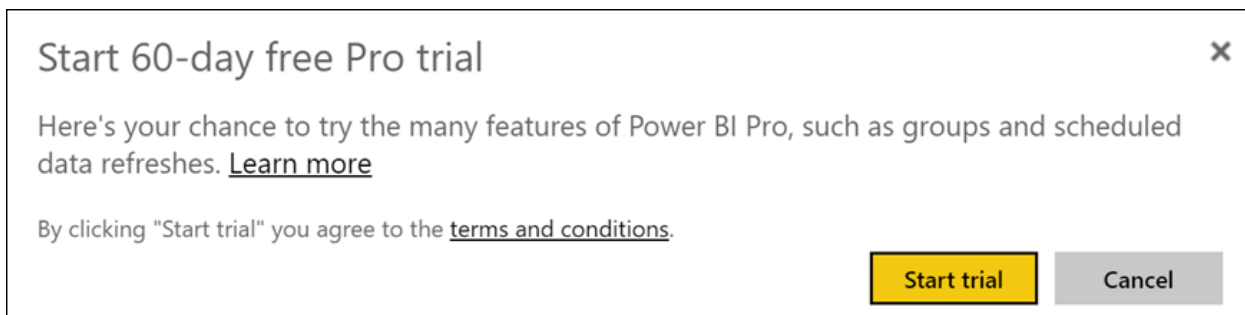 Start 60-day free Pro trial
Here's your chance to try the many features of Power BI Pro, such as groups and scheduled
data refreshes. Learn more
By clicking "Start trial" you agree to the terms and conditions.
Start trial
Cancel